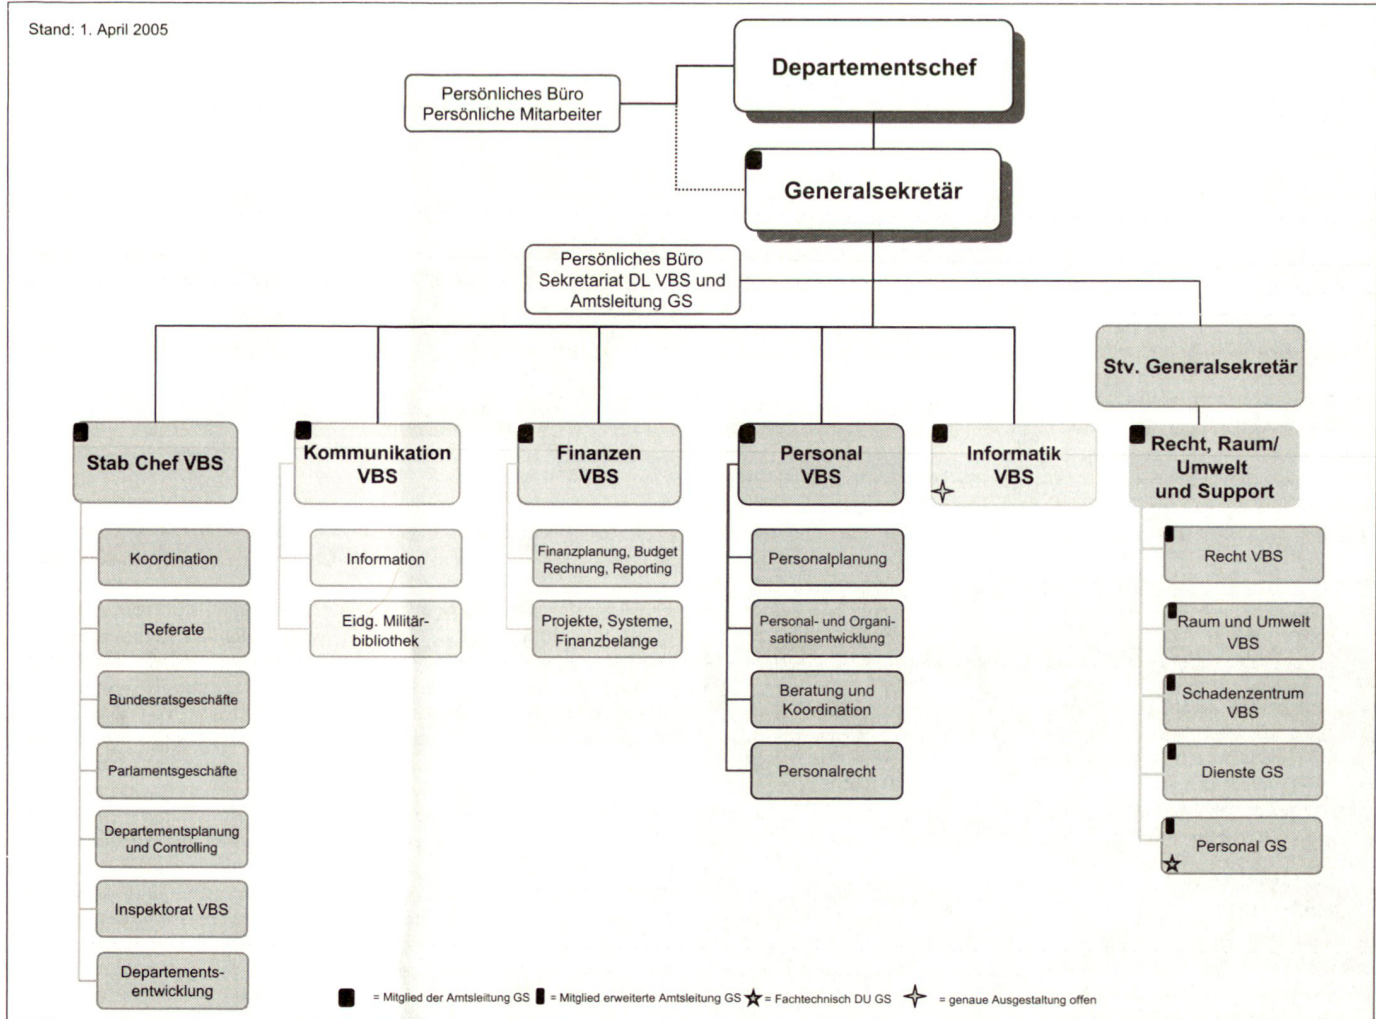 Stand: 1. April 2005
Departementschef
Persönliches Büro
Persönliche Mitarbeiter
Generalsekretär
Persönliches Büro
Sekretariat DL VBS und
Amtsleitung GS
Stv. Generalsekretär
Stab Chef VBS
Koordination
Referate
Bundesratsgeschäfte
Parlamentsgeschäfte
Departementsplanung
und Controlling
Inspektorat VBS
Departements-
entwicklung
Kommunikation
VBS
Information
Eidg. Militär-
bibliothek
Finanzen
VBS
Finanzplanung, Budget
Rechnung, Reporting
Projekte, Systeme,
Finanzbelange
Personal
VBS
Personalplanung
Personal- und Organi-
sationsentwicklung
Beratung und
Koordination
Personalrecht
Informatik
VBS
Recht, Raum/
Umwelt
und Support
Recht VBS
Raum und Umwelt
VBS
Schadenzentrum
VBS
Dienste GS
Personal GS
= Mitglied der Amtsleitung GS
= Mitglied erweiterte Amtsleitung GS
= Fachtechnisch DU GS
= genaue Ausgestaltung offen